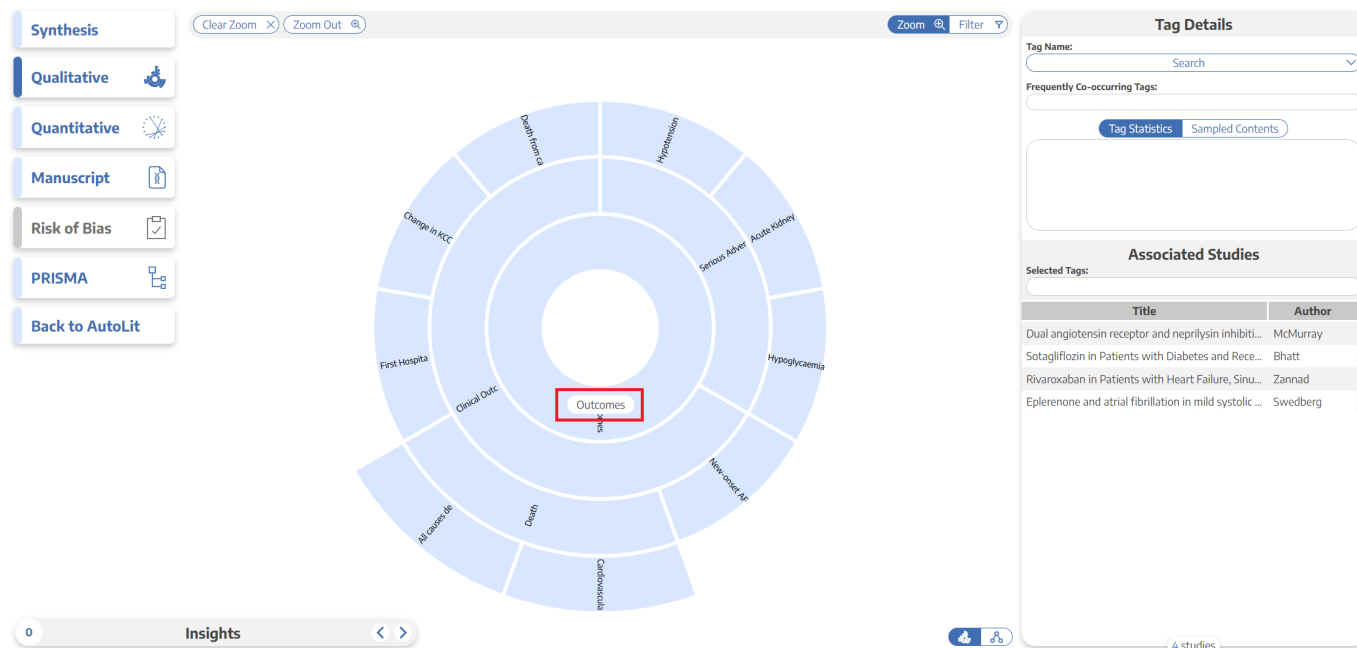 Synthesis
Qualitative
Quantitative
Manuscript
Risk of Bias
PRISMA
Back to AutoLit
Clear Zoom
Zoom Out
Zoom
Filter
Death from ca
Hypotension
Change in KCC
Serious Adver
Acute Kidney
First Hospita
Clinical Outc
Hypoglycaemia
Outcomes
New-onset AF
All causes de
Death
Cardiovascula
0
Insights
Tag Details
Tag Name:
Search
Frequently Co-occurring Tags:
Tag Statistics
Sampled Contents
Associated Studies
Selected Tags:
Title Author
Dual angiotensin receptor and neprilysin inhibiti... McMurray
Sotagliflozin in Patients with Diabetes and Rece... Bhatt
Rivaroxaban in Patients with Heart Failure, Sinu... Zannad
Eplerenone and atrial fibrillation in mild systolic ... Swedberg
4 studies